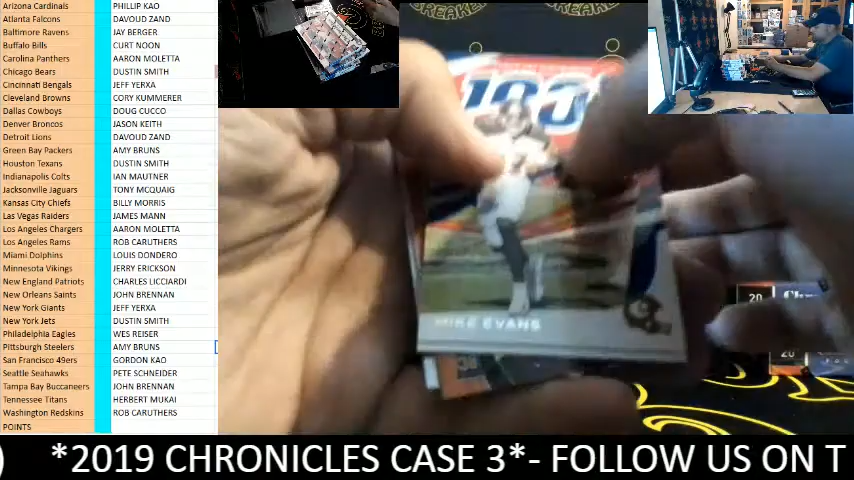 Arizona Cardinals PHILLIP KAO
Atlanta Falcons DAVOUD ZAND
Baltimore Ravens JAY BERGER
Buffalo Bills CURT NOON
Carolina Panthers AARON MOLETTA
Chicago Bears DUSTIN SMITH
Cincinnati Bengals JEFF YERXA
Cleveland Browns CORY KUMMERER
Dallas Cowboys DOUG CUCCO
Denver Broncos JASON KEITH
Detroit Lions DAVOUD ZAND
Green Bay Packers AMY BRUNS
Houston Texans DUSTIN SMITH
Indianapolis Colts IAN MAUTNER
Jacksonville Jaguars TONY MCQUAIG
Kansas City Chiefs BILLY MORRIS
Las Vegas Raiders JAMES MANN
Los Angeles Chargers AARON MOLETTA
Los Angeles Rams ROB CARUTHERS
Miami Dolphins LOUIS DONDERO
Minnesota Vikings JERRY ERICKSON
New England Patriots CHARLES LICCIARDI
New Orleans Saints JOHN BRENNAN
New York Giants JEFF YERXA
New York Jets DUSTIN SMITH
Philadelphia Eagles WES REISER
Pittsburgh Steelers AMY BRUNS
San Francisco 49ers GORDON KAO
Seattle Seahawks PETE SCHNEIDER
Tampa Bay Buccaneers JOHN BRENNAN
Tennessee Titans HERBERT MUKAI
Washington Redskins ROB CARUTHERS
POINTS
BREAKER
100
MIKE EVANS
20
20
) *2019 CHRONICLES CASE 3*- FOLLOW US ON T